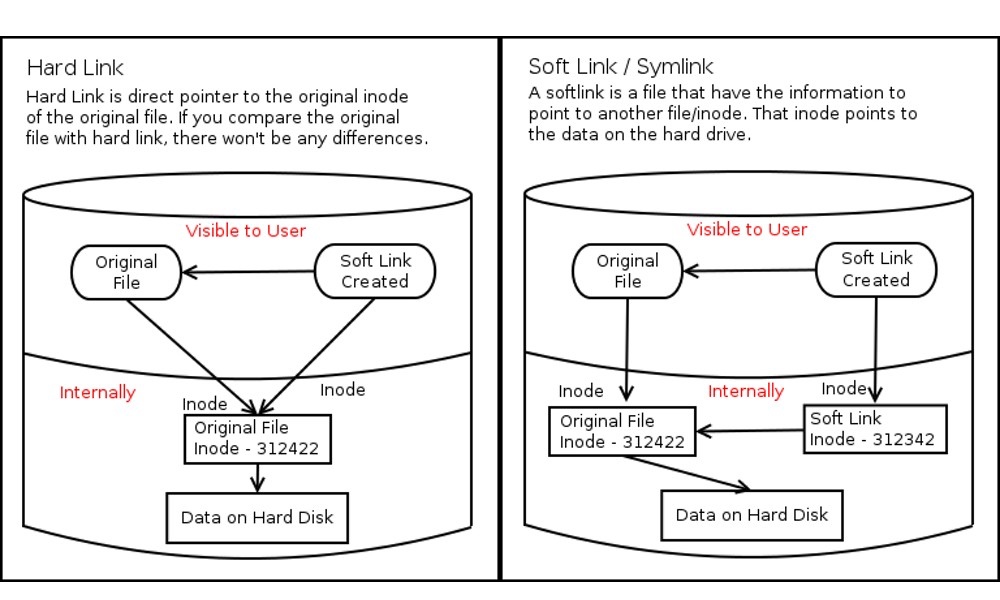 Hard Link
Hard Link is direct pointer to the original inode
of the original file. If you compare the original
file with hard link, there won't be any differences.
Visible to User
Original
File
Soft Link
Created
Internally
Inode
Inode
Original File
Inode - 312422
Data on Hard Disk
Soft Link / Symlink
A softlink is a file that have the information to
point to another file/inode. That inode points to
the data on the hard drive.
Visible to User
Original
File
Soft Link
Created
Inode
Internally
Inode
Original File
Inode - 312422
Soft Link
Inode - 312342
Data on Hard Disk